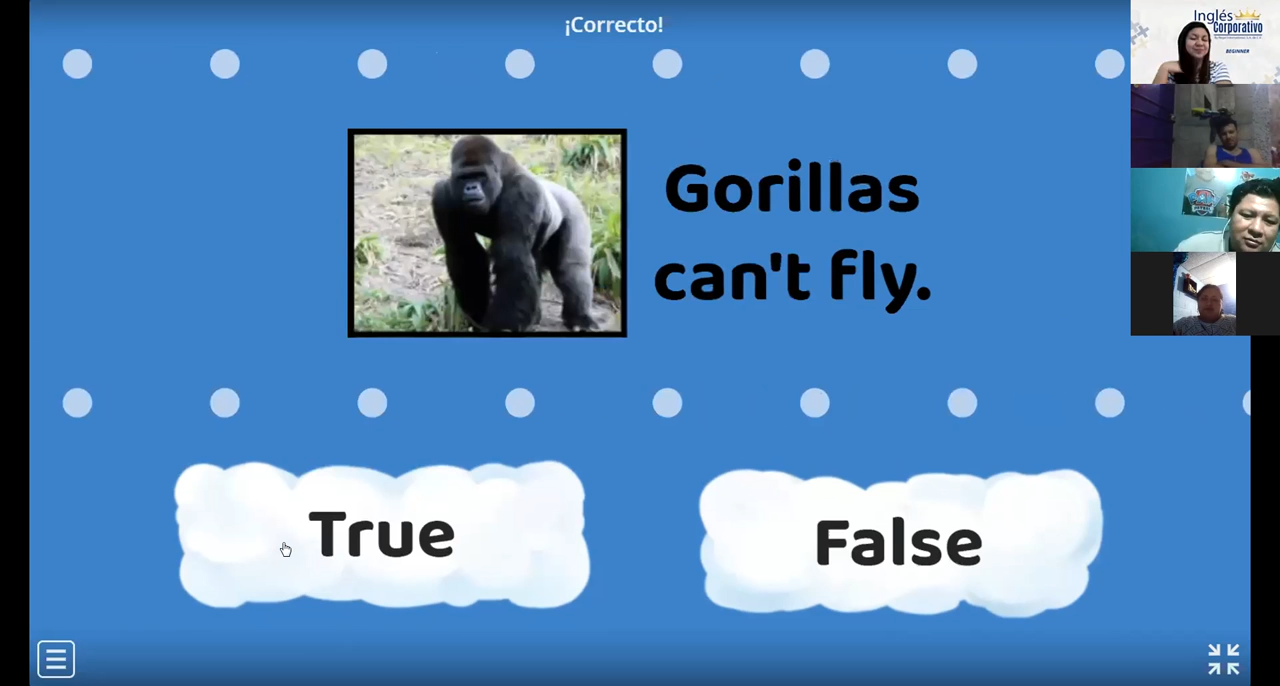 ¡Correcto!
Inglés
Corporativo
BEGINNER
Gorillas
can't fly.
True
False